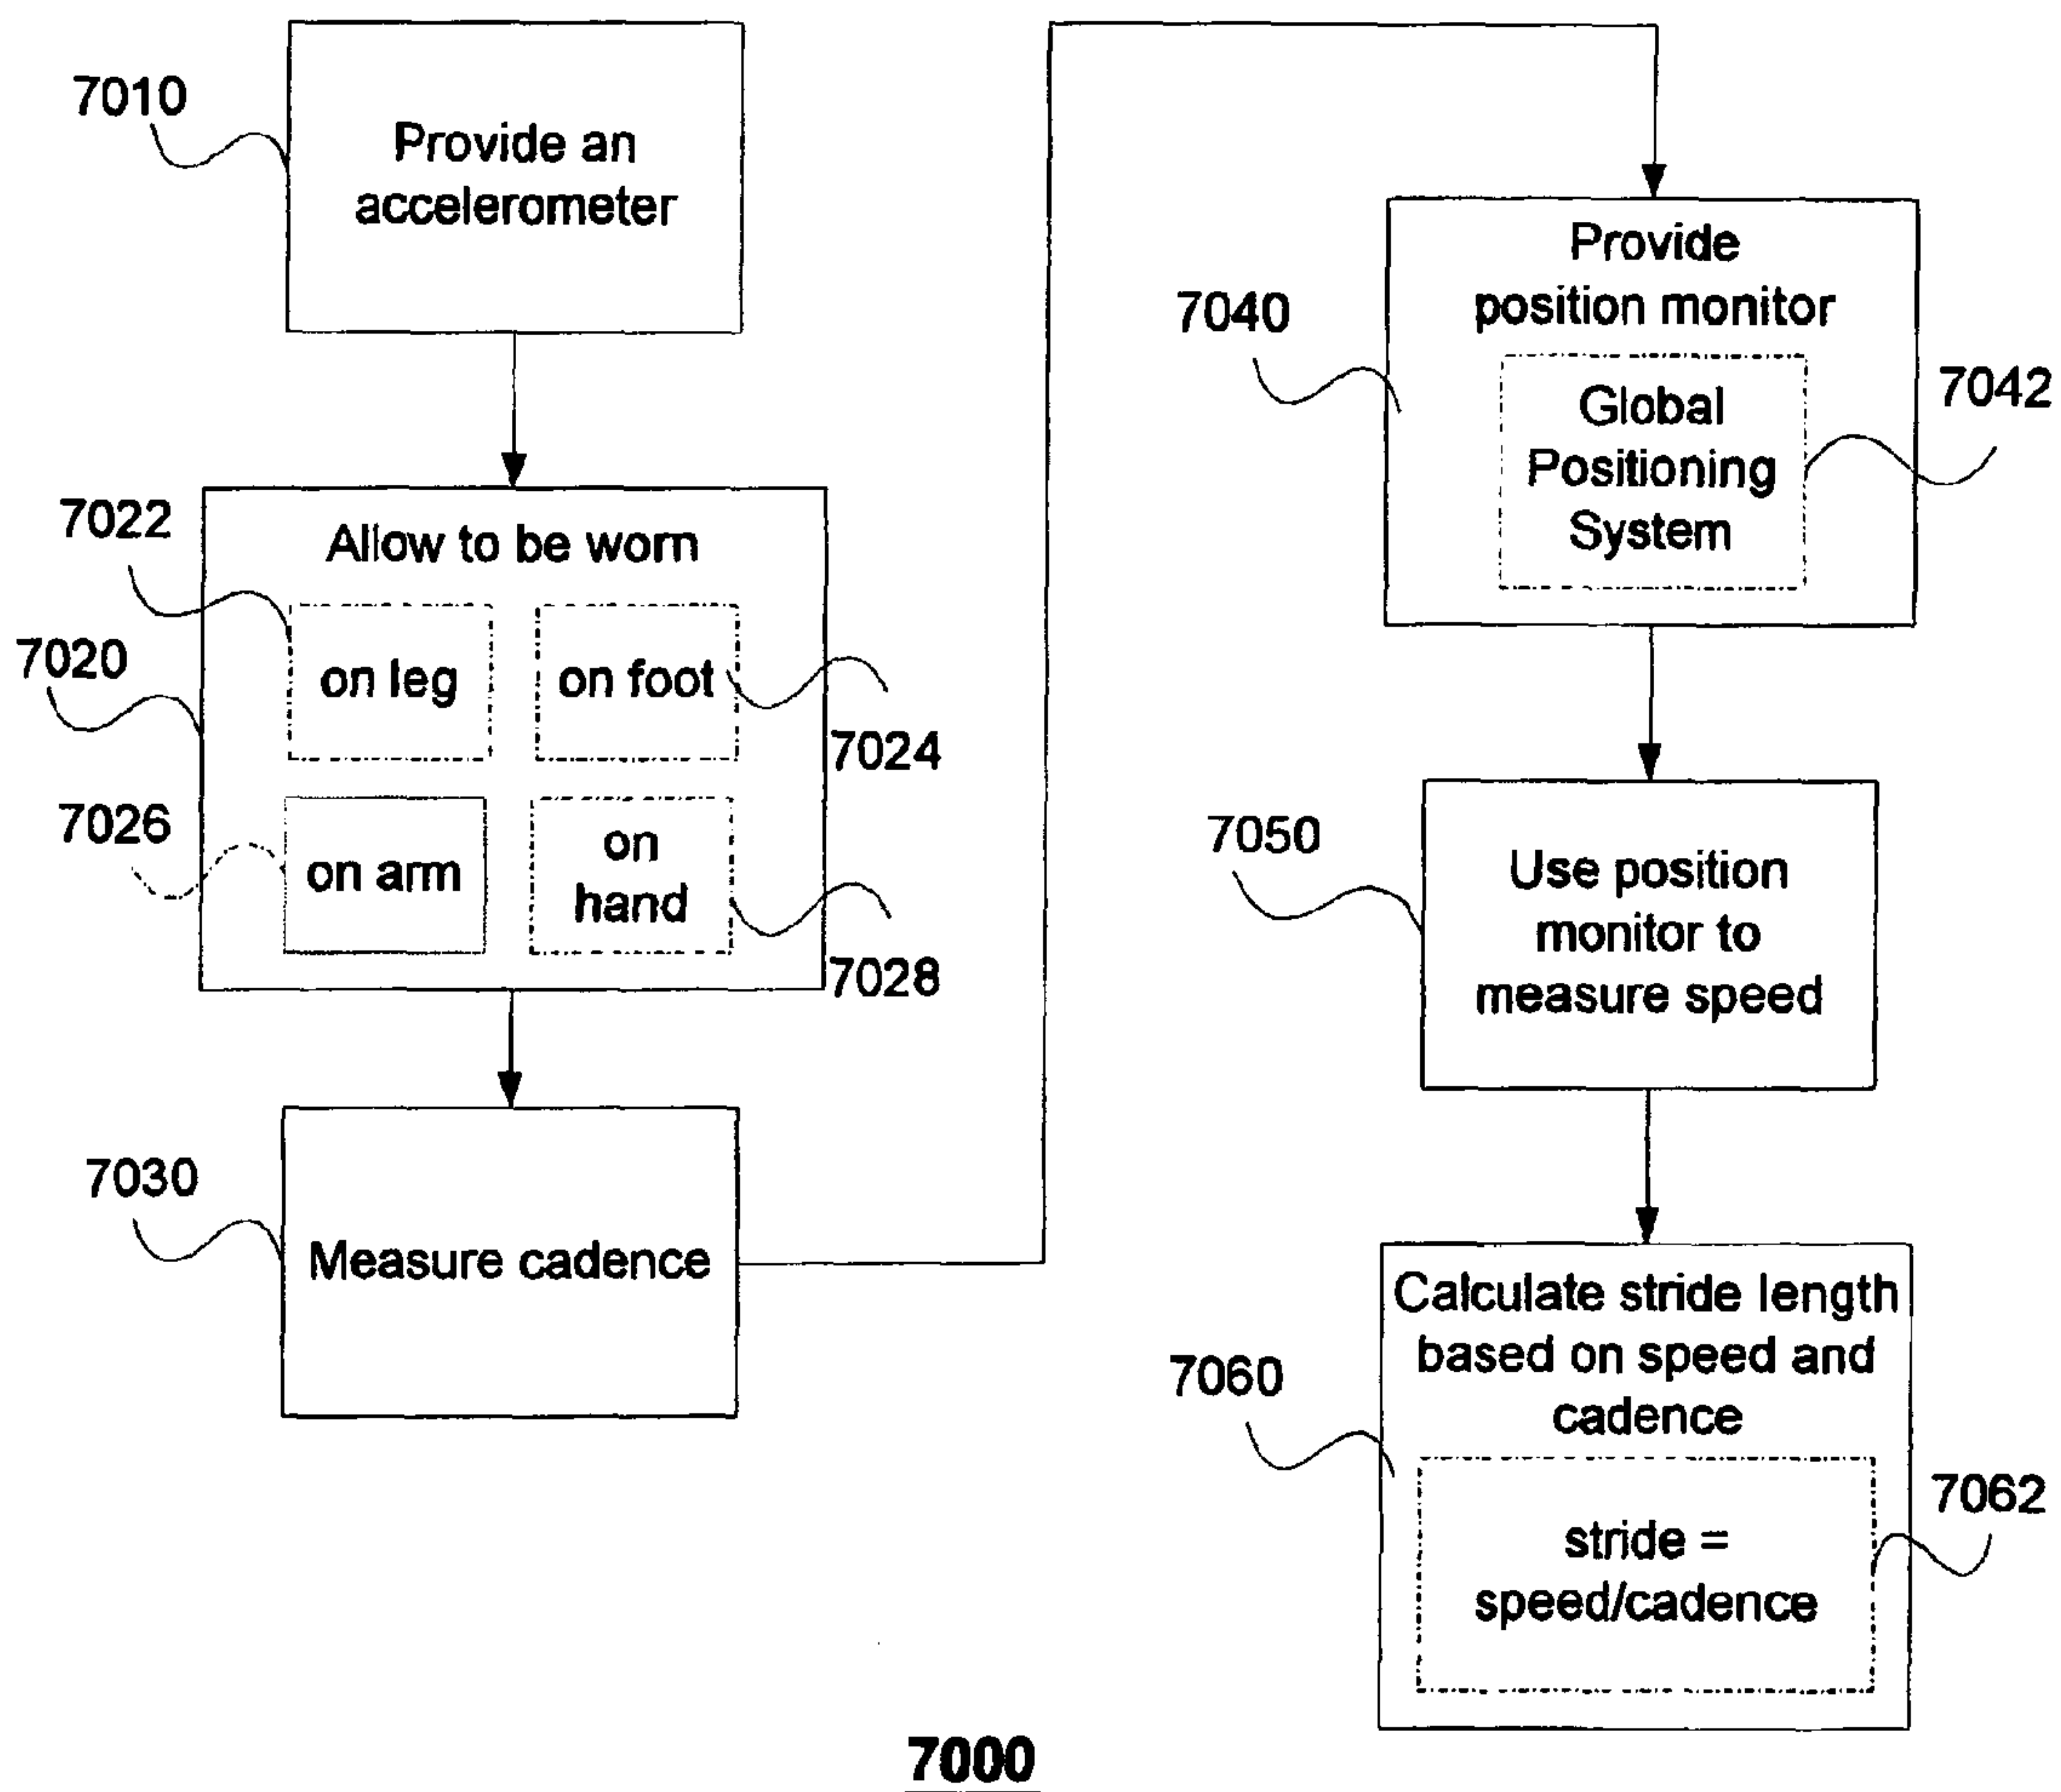 7010
Provide an
accelerometer
7022
Allow to be worn
7020
on leg
on foot
7024
7026
on arm
on
hand
7028
7030
Measure cadence
Provide
position monitor
7040
7042
Global
Positioning
System
7050
Use position
monitor to
measure speed
Calculate stride length
based on speed and
cadence
7060
7062
stride =
speed/cadence
7000